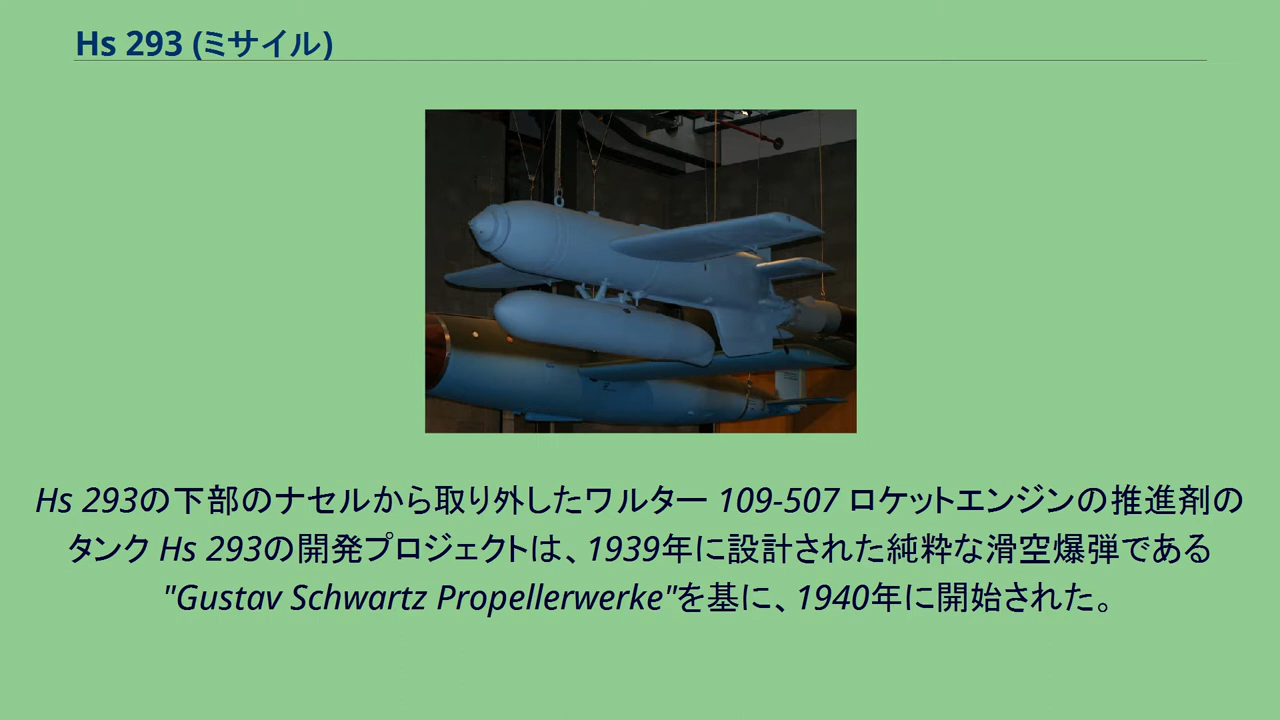 Hs 293 (ミサイル)
Hs 293の下部のナセルから取り外したワルター 109-507 ロケットエンジンの推進剤の
タンク Hs 293の開発プロジェクトは、1939年に設計された純粋な滑空爆弾である
"Gustav Schwartz Propellerwerke"を基に、1940年に開始された。